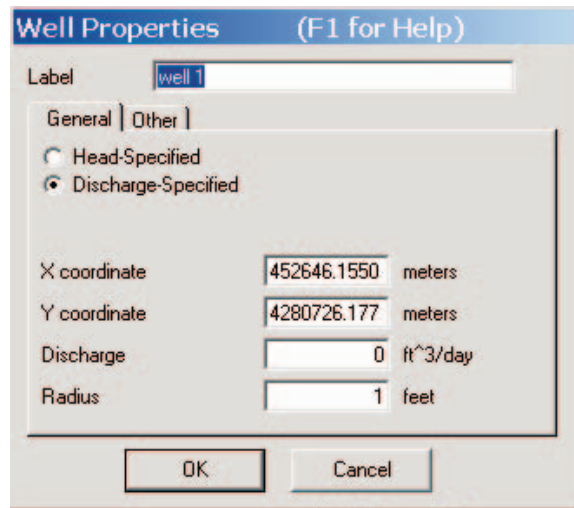 Well Properties (F1 for Help)
Label well 1
General Other
Head-Specified
Discharge-Specified
X coordinate 452646.1550 meters
Y coordinate 4280726.177 meters
Discharge 0 ft^3/day
Radius 1 feet
OK Cancel